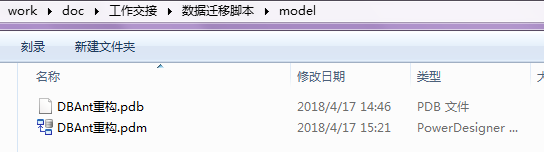 work ▸ doc ▸ 工作交接 ▸ 数据迁移脚本 ▸ model
刻录 新建文件夹
名称 修改日期 类型
DBAnt重构.pdb 2018/4/17 14:46 PDB 文件
DBAnt重构.pdm 2018/4/17 15:21 PowerDesigner ...